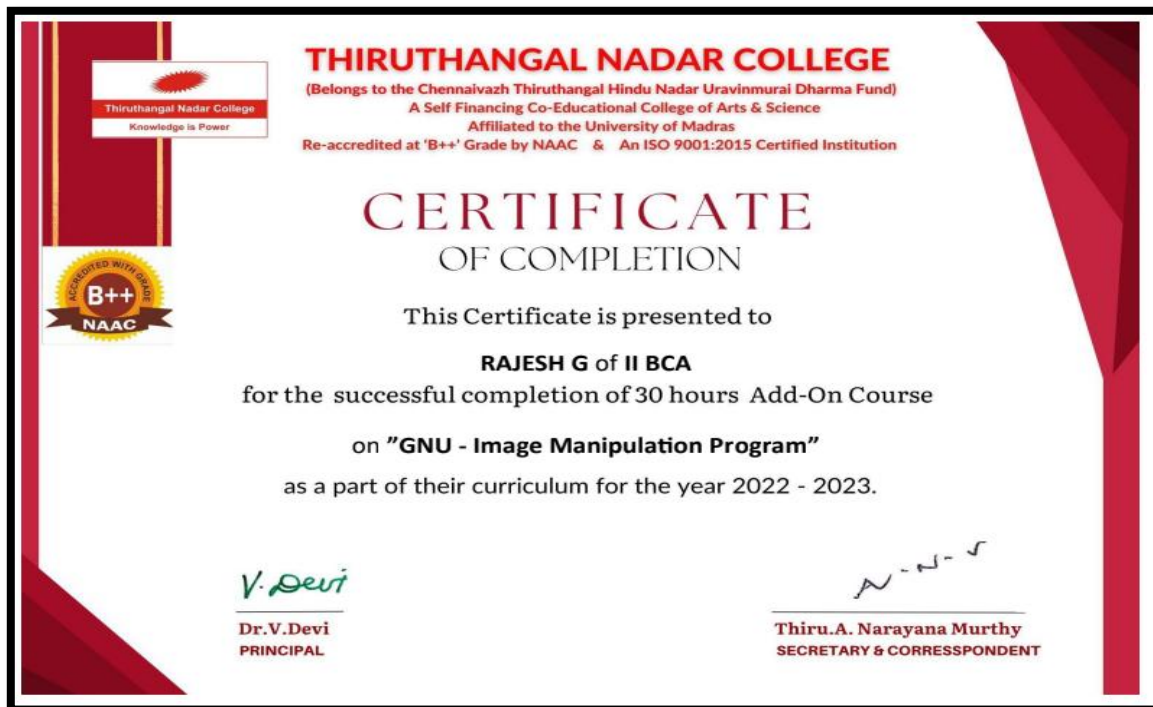 THIRUTHANGAL NADAR COLLEGE
(Belongs to the Chennaivazh Thiruthangal Hindu Nadar Uravinmurai Dharma Fund)
A Self Financing Co-Educational College of Arts & Science
Affiliated to the University of Madras
Re-accredited at 'B++' Grade by NAAC & An ISO 9001:2015 Certified Institution
Thiruthangal Nadar College
Knowledge is Power
CERTIFICATE
OF COMPLETION
ACCREDITED WITH GRADE
B++
NAAC
This Certificate is presented to
RAJESH G of II BCA
for the successful completion of 30 hours Add-On Course
on "GNU - Image Manipulation Program"
as a part of their curriculum for the year 2022 - 2023.
V. Devi
Dr.V.Devi
PRINCIPAL
A-N-
Thiru.A. Narayana Murthy
SECRETARY & CORRESSPONDENT